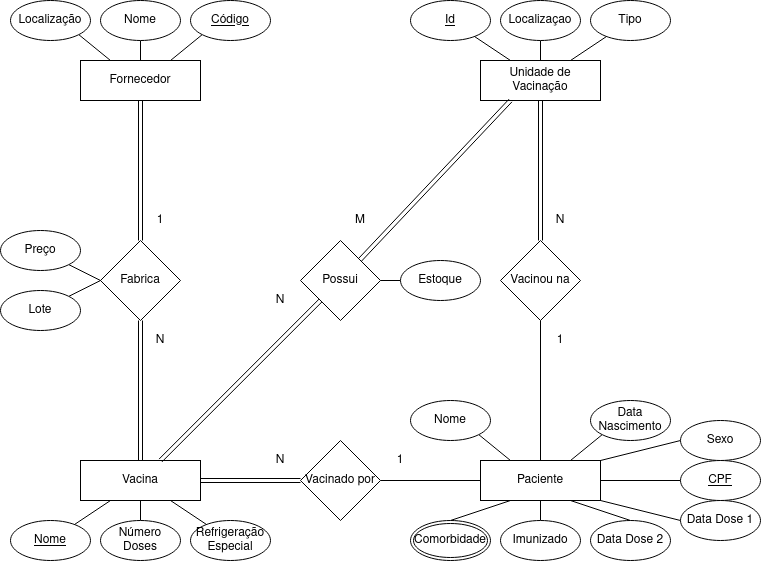 Localização
Nome
Código
Id
Localizaçao
Tipo
Fornecedor
Unidade de
Vacinação
1
M
N
Preço
Lote
Fabrica
Possui
Estoque
Vacinou na
N
N
1
Nome
Data
Nascimento
Sexo
N
1
Vacina
Vacinado por
Paciente
CPF
Data Dose 1
Nome
Número
Doses
Refrigeração
Especial
Comorbidade
Imunizado
Data Dose 2